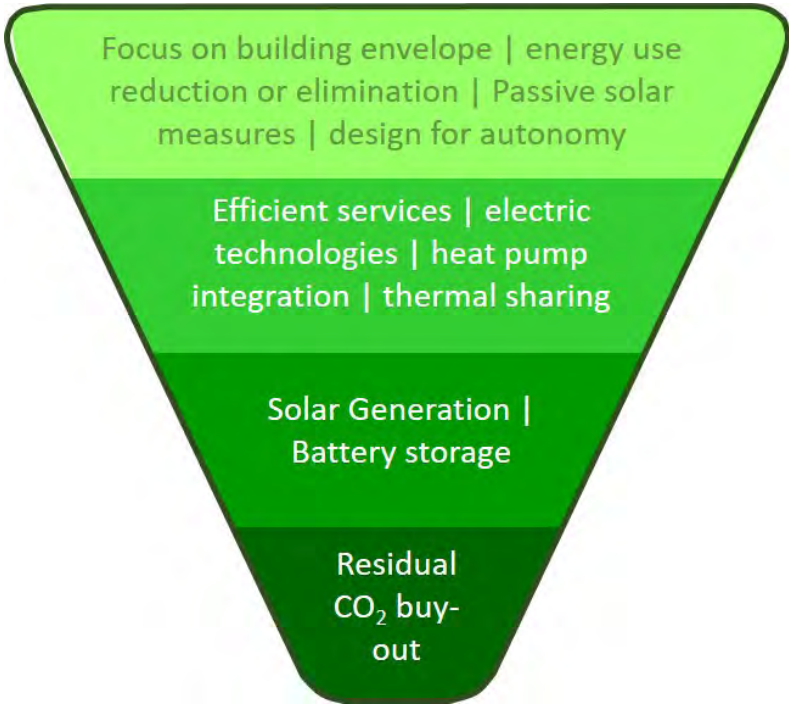 Focus on building envelope | energy use
reduction or elimination | Passive solar
measures | design for autonomy
Efficient services | electric
technologies | heat pump
integration | thermal sharing
Solar Generation |
Battery storage
Residual
CO₂ buy-
out